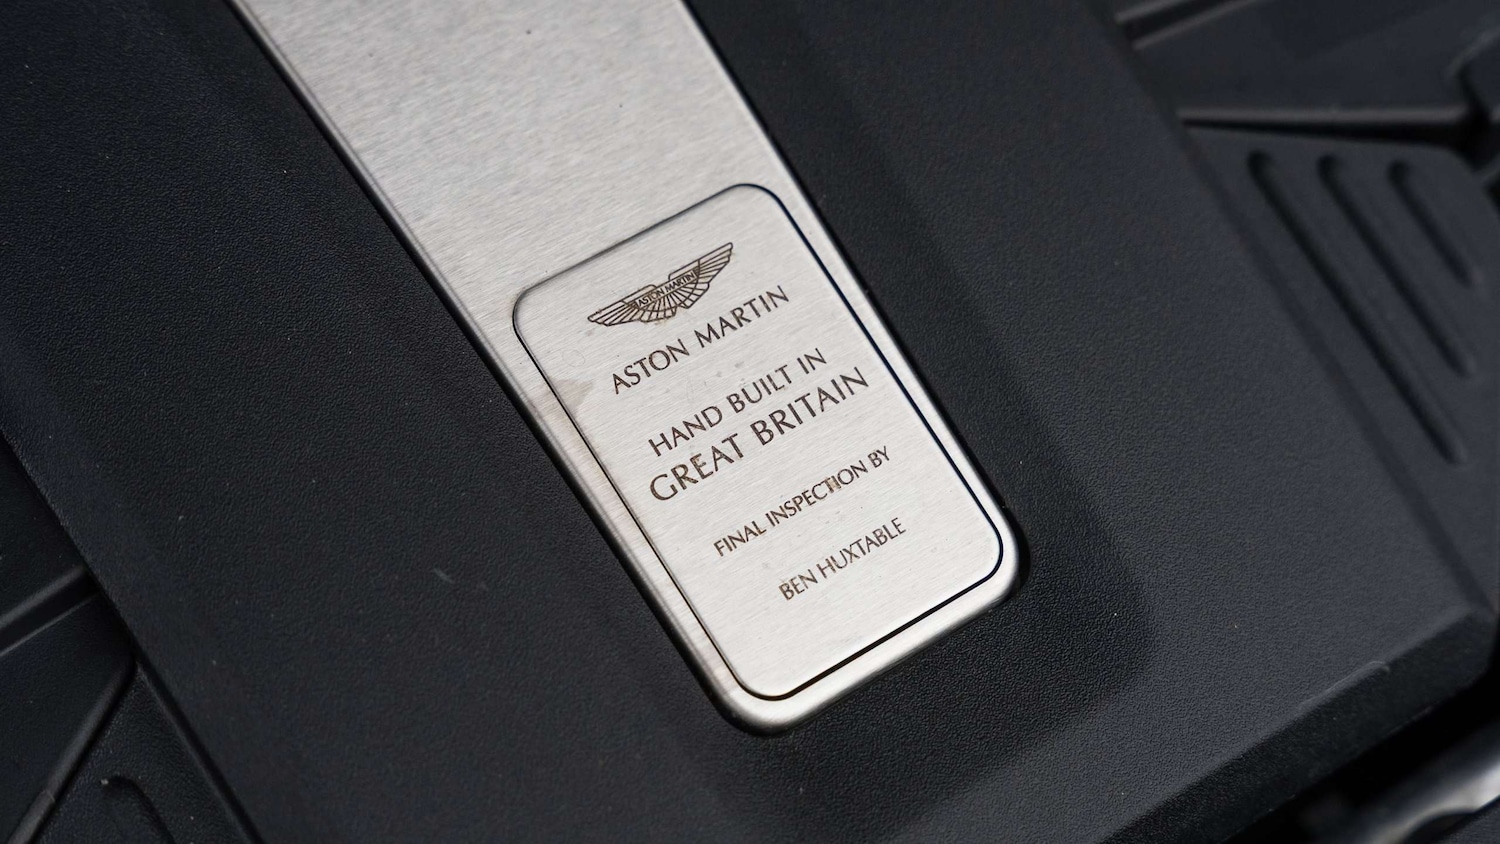 ASTON MARTIN
ASTON MARTIN
HAND BUILT IN
GREAT BRITAIN
FINAL INSPECTION BY
BEN HUXTABLE